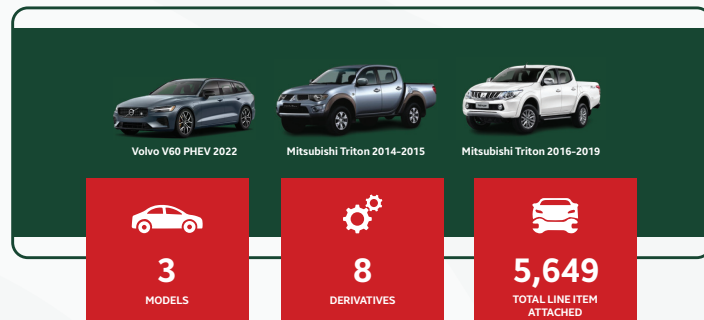 Volvo V60 PHEV 2022
Mitsubishi Triton 2014-2015
Mitsubishi Triton 2016-2019
3
MODELS
8
DERIVATIVES
5,649
TOTAL LINE ITEM
ATTACHED